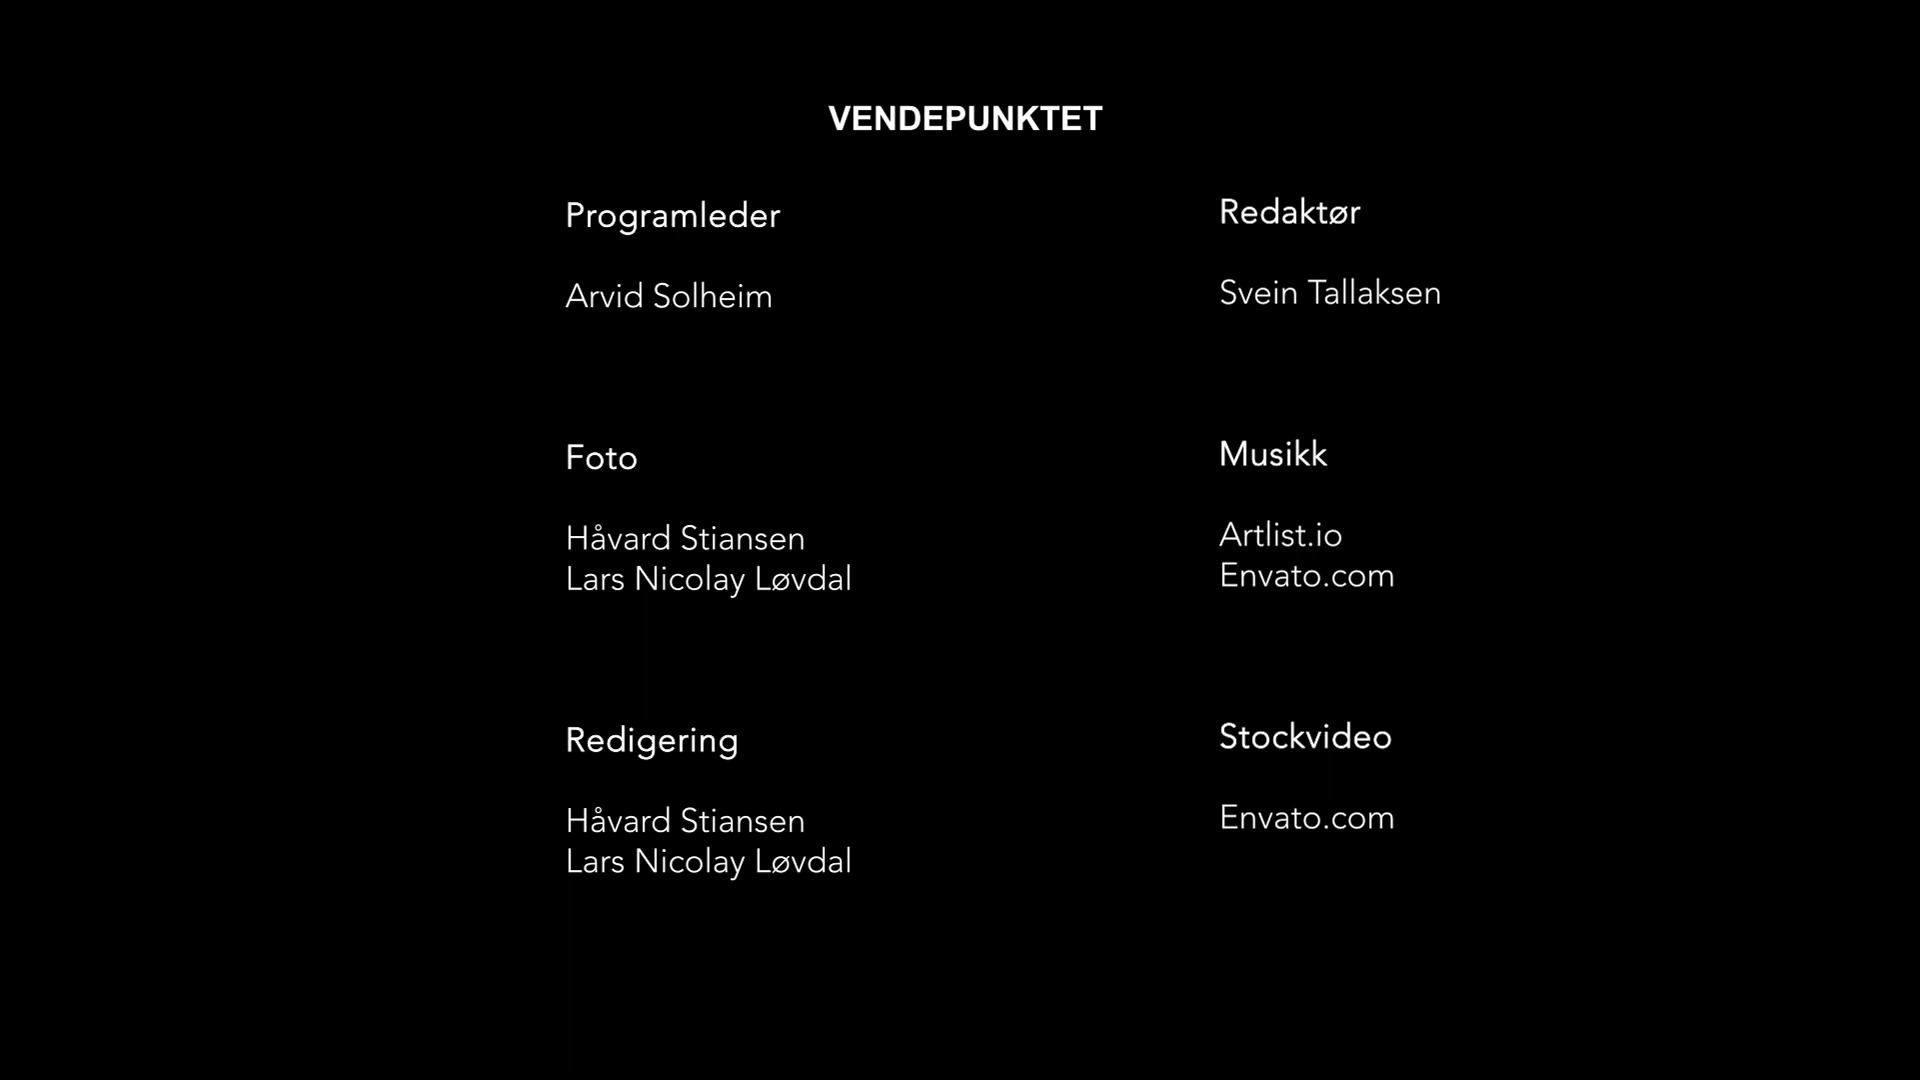 VENDEPUNKTET
Programleder
Arvid Solheim
Redaktør
Svein Tallaksen
Foto
Håvard Stiansen
Lars Nicolay Løvdal
Musikk
Artlist.io
Envato.com
Redigering
Håvard Stiansen
Lars Nicolay Løvdal
Stockvideo
Envato.com